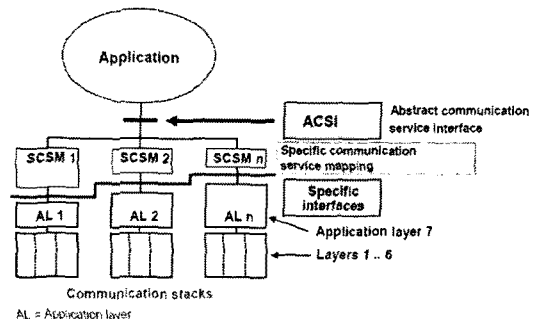 Application
ACSI
Abstract communication
service interface
SCSM 1
SCSM 2
SCSM n
Specific communication
service mapping
Specific
interfaces
AL 1
AL 2
AL n
Application layer 7
Layers 1 .. 6
Communication stacks
AL = Application layer